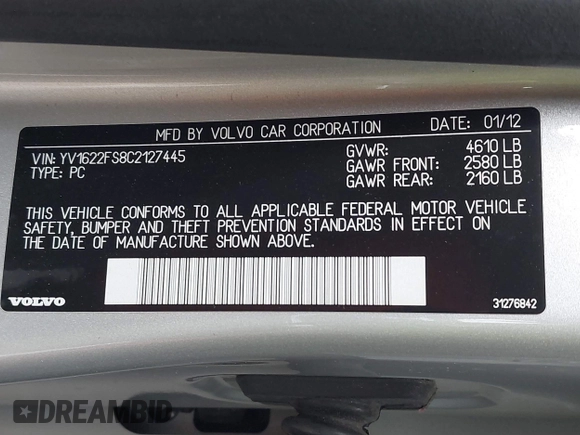 MFD BY VOLVO CAR CORPORATION DATE: 01/12
VIN: YV1622FS8C2127445 GVWR: 4610 LB
TYPE: PC GAWR FRONT: 2580 LB
GAWR REAR: 2160 LB
THIS VEHICLE CONFORMS TO ALL APPLICABLE FEDERAL MOTOR VEHICLE
SAFETY, BUMPER AND THEFT PREVENTION STANDARDS IN EFFECT ON
THE DATE OF MANUFACTURE SHOWN ABOVE.
VOLVO 31276842
DREAMBID